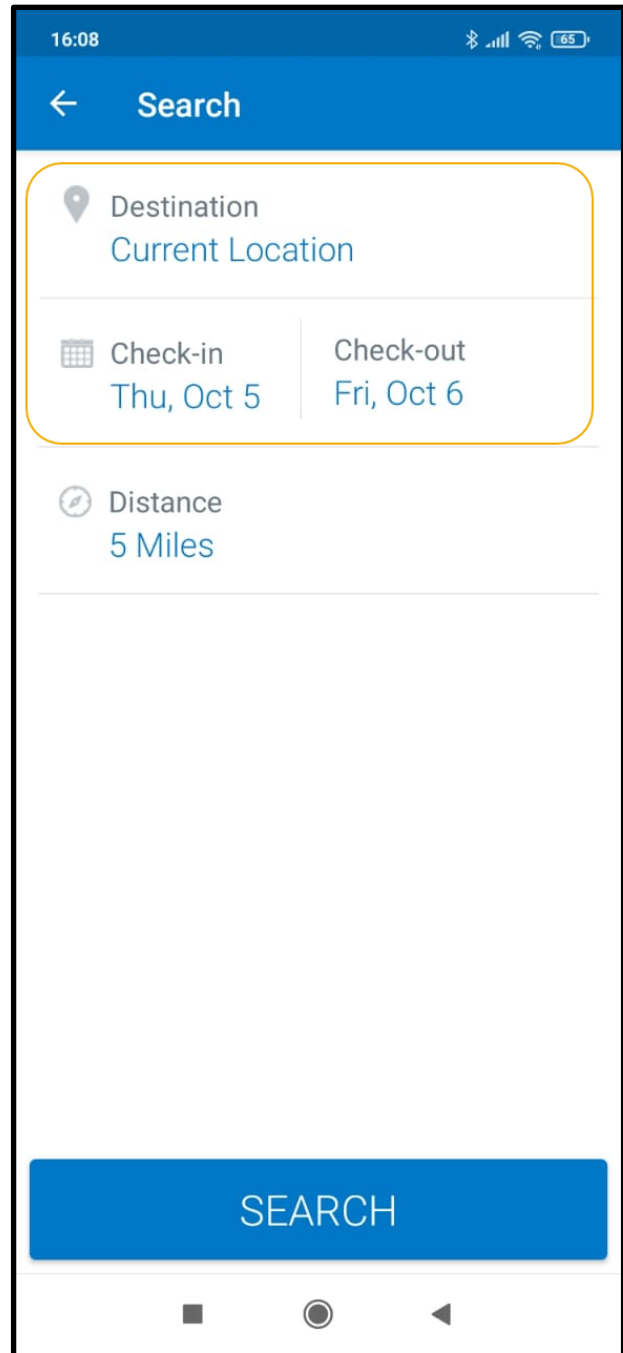 16:08 65
Search
Destination
Current Location
Check-in
Thu, Oct 5
Check-out
Fri, Oct 6
Distance
5 Miles
SEARCH